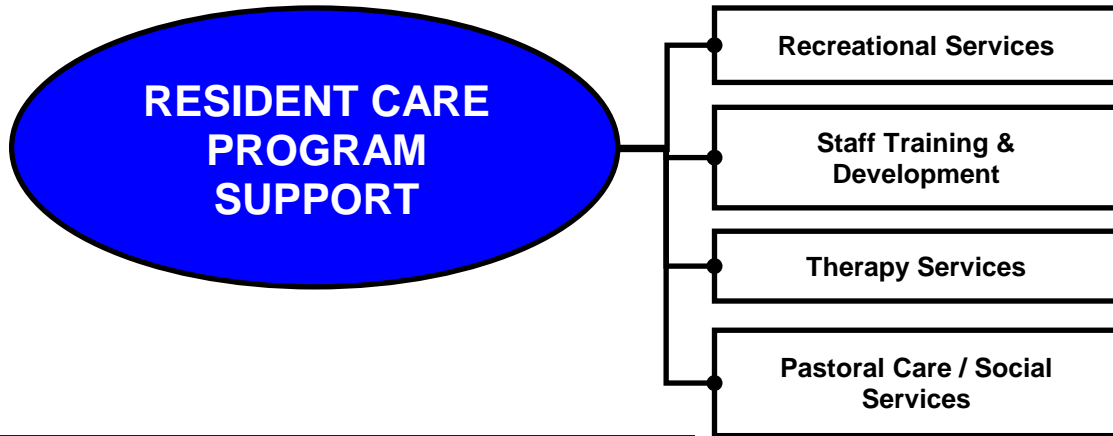 RESIDENT CARE
PROGRAM
SUPPORT
Recreational Services
Staff Training &
Development
Therapy Services
Pastoral Care / Social
Services